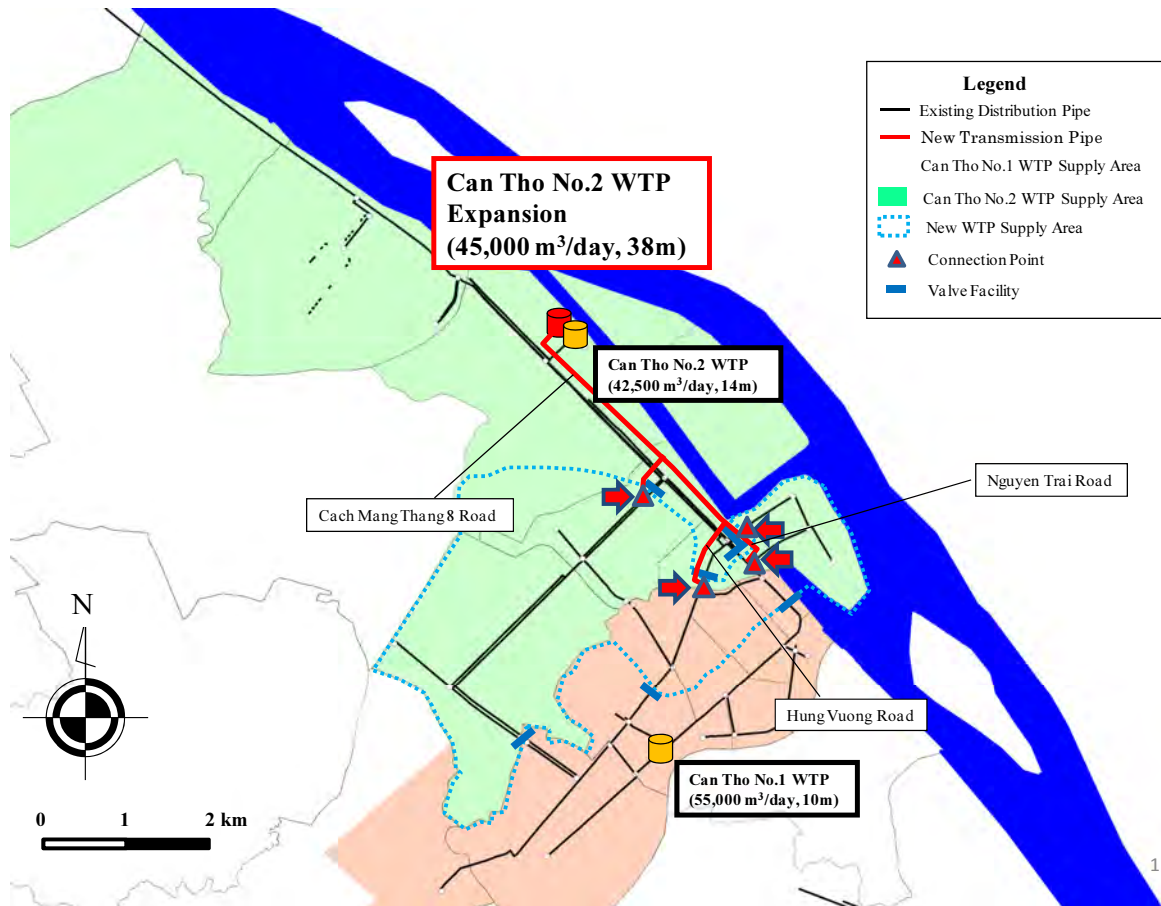 Legend
Existing Distribution Pipe
New Transmission Pipe
Can Tho No.1 WTP Supply Area
Can Tho No.2 WTP Supply Area
New WTP Supply Area
Connection Point
Valve Facility
Can Tho No.2 WTP
Expansion
(45,000 m³/day, 38m)
Can Tho No.2 WTP
(42,500 m³/day, 14m)
Nguyen Trai Road
Cach Mang Thang 8 Road
Hung Vuong Road
Can Tho No.1 WTP
(55,000 m³/day, 10m)
N
0 1 2 km
1